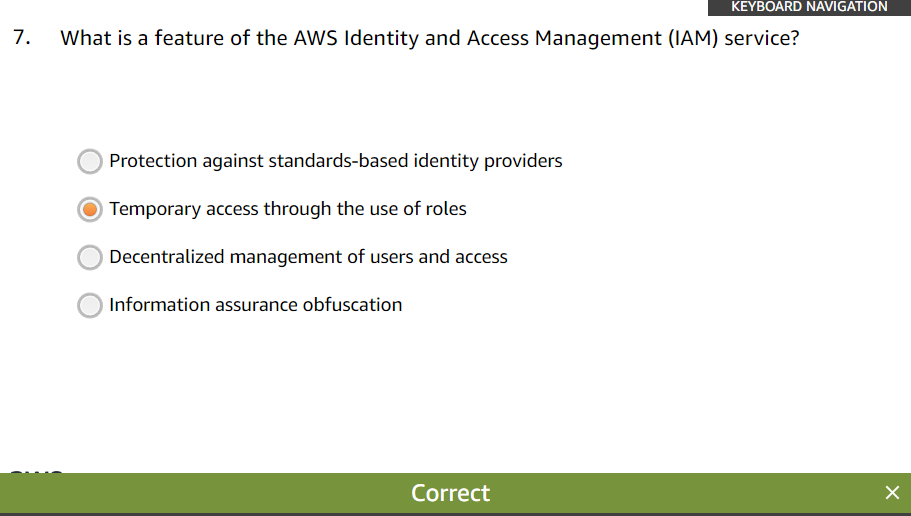 KEYBOARD NAVIGATION
7. What is a feature of the AWS Identity and Access Management (IAM) service?
Protection against standards-based identity providers
Temporary access through the use of roles
Decentralized management of users and access
Information assurance obfuscation
Correct